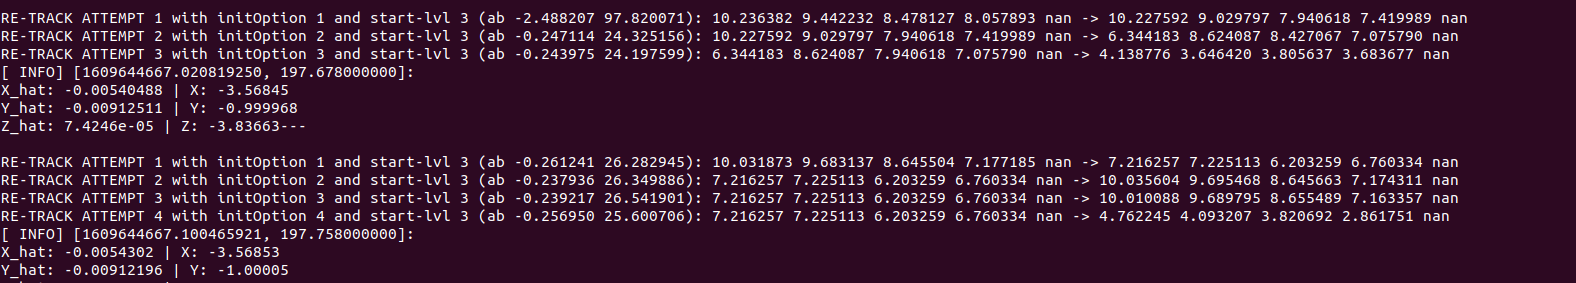 RE-TRACK ATTEMPT 1 with initOption 1 and start-lvl 3 (ab -2.488207 97.820071): 10.236382 9.442232 8.478127 8.057893 nan -> 10.227592 9.029797 7.940618 7.419989 nan
RE-TRACK ATTEMPT 2 with initOption 2 and start-lvl 3 (ab -0.247114 24.325156): 10.227592 9.029797 7.940618 7.419989 nan -> 6.344183 8.624087 8.427067 7.075790 nan
RE-TRACK ATTEMPT 3 with initOption 3 and start-lvl 3 (ab -0.243975 24.197599): 6.344183 8.624087 7.940618 7.075790 nan -> 4.138776 3.646420 3.805637 3.683677 nan
[ INFO] [1609644667.020819250, 197.678000000]:
X_hat: -0.00540488 | X: -3.56845
Y_hat: -0.00912511 | Y: -0.999968
Z_hat: 7.4246e-05 | Z: -3.83663---
RE-TRACK ATTEMPT 1 with initOption 1 and start-lvl 3 (ab -0.261241 26.282945): 10.031873 9.683137 8.645504 7.177185 nan -> 7.216257 7.225113 6.203259 6.760334 nan
RE-TRACK ATTEMPT 2 with initOption 2 and start-lvl 3 (ab -0.237936 26.349886): 7.216257 7.225113 6.203259 6.760334 nan -> 10.035604 9.695468 8.645663 7.174311 nan
RE-TRACK ATTEMPT 3 with initOption 3 and start-lvl 3 (ab -0.239217 26.541901): 7.216257 7.225113 6.203259 6.760334 nan -> 10.010088 9.689795 8.655489 7.163357 nan
RE-TRACK ATTEMPT 4 with initOption 4 and start-lvl 3 (ab -0.256950 25.600706): 7.216257 7.225113 6.203259 6.760334 nan -> 4.762245 4.093207 3.820692 2.861751 nan
[ INFO] [1609644667.100465921, 197.758000000]:
X_hat: -0.0054302 | X: -3.56853
Y_hat: -0.00912196 | Y: -1.00005